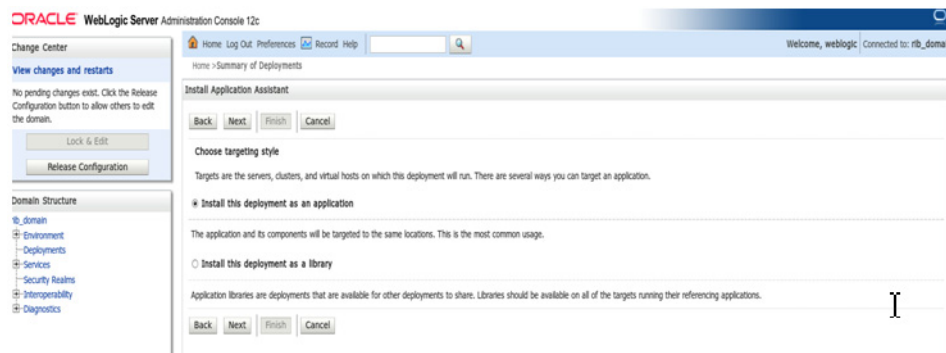 ORACLE WebLogic Server Administration Console 12c
Change Center
View changes and restarts
No pending changes exist. Click the Release
Configuration button to allow others to edit
the domain.
Lock & Edit
Release Configuration
Domain Structure
Environment
Deployments
Services
Security Realms
Interoperability
Diagnostics
Home Log Out Preferences Record Help
Welcome, weblogic Connected to: rib_doma
Home >Summary of Deployments
Install Application Assistant
Back Next Finish Cancel
Choose targeting style
Targets are the servers, clusters, and virtual hosts on which this deployment will run. There are several ways you can target an application.
Install this deployment as an application
The application and its components will be targeted to the same locations. This is the most common usage.
Install this deployment as a library
Application libraries are deployments that are available for other deployments to share. Libraries should be available on all of the targets running their referencing applications.
Back Next Finish Cancel